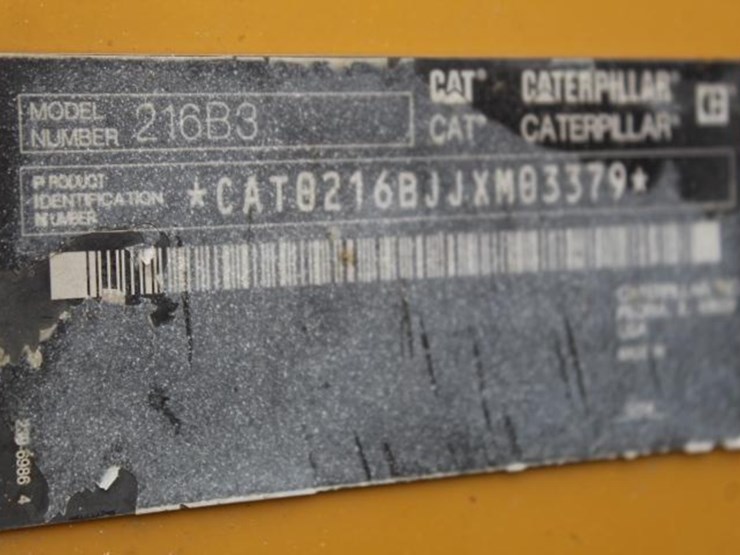 CAT® CATERPILLAR® C
MODEL NUMBER 216B3
CAT® CATERPILLAR®
PRODUCT IDENTIFICATION NUMBER *CAT0216BJJXM03379*